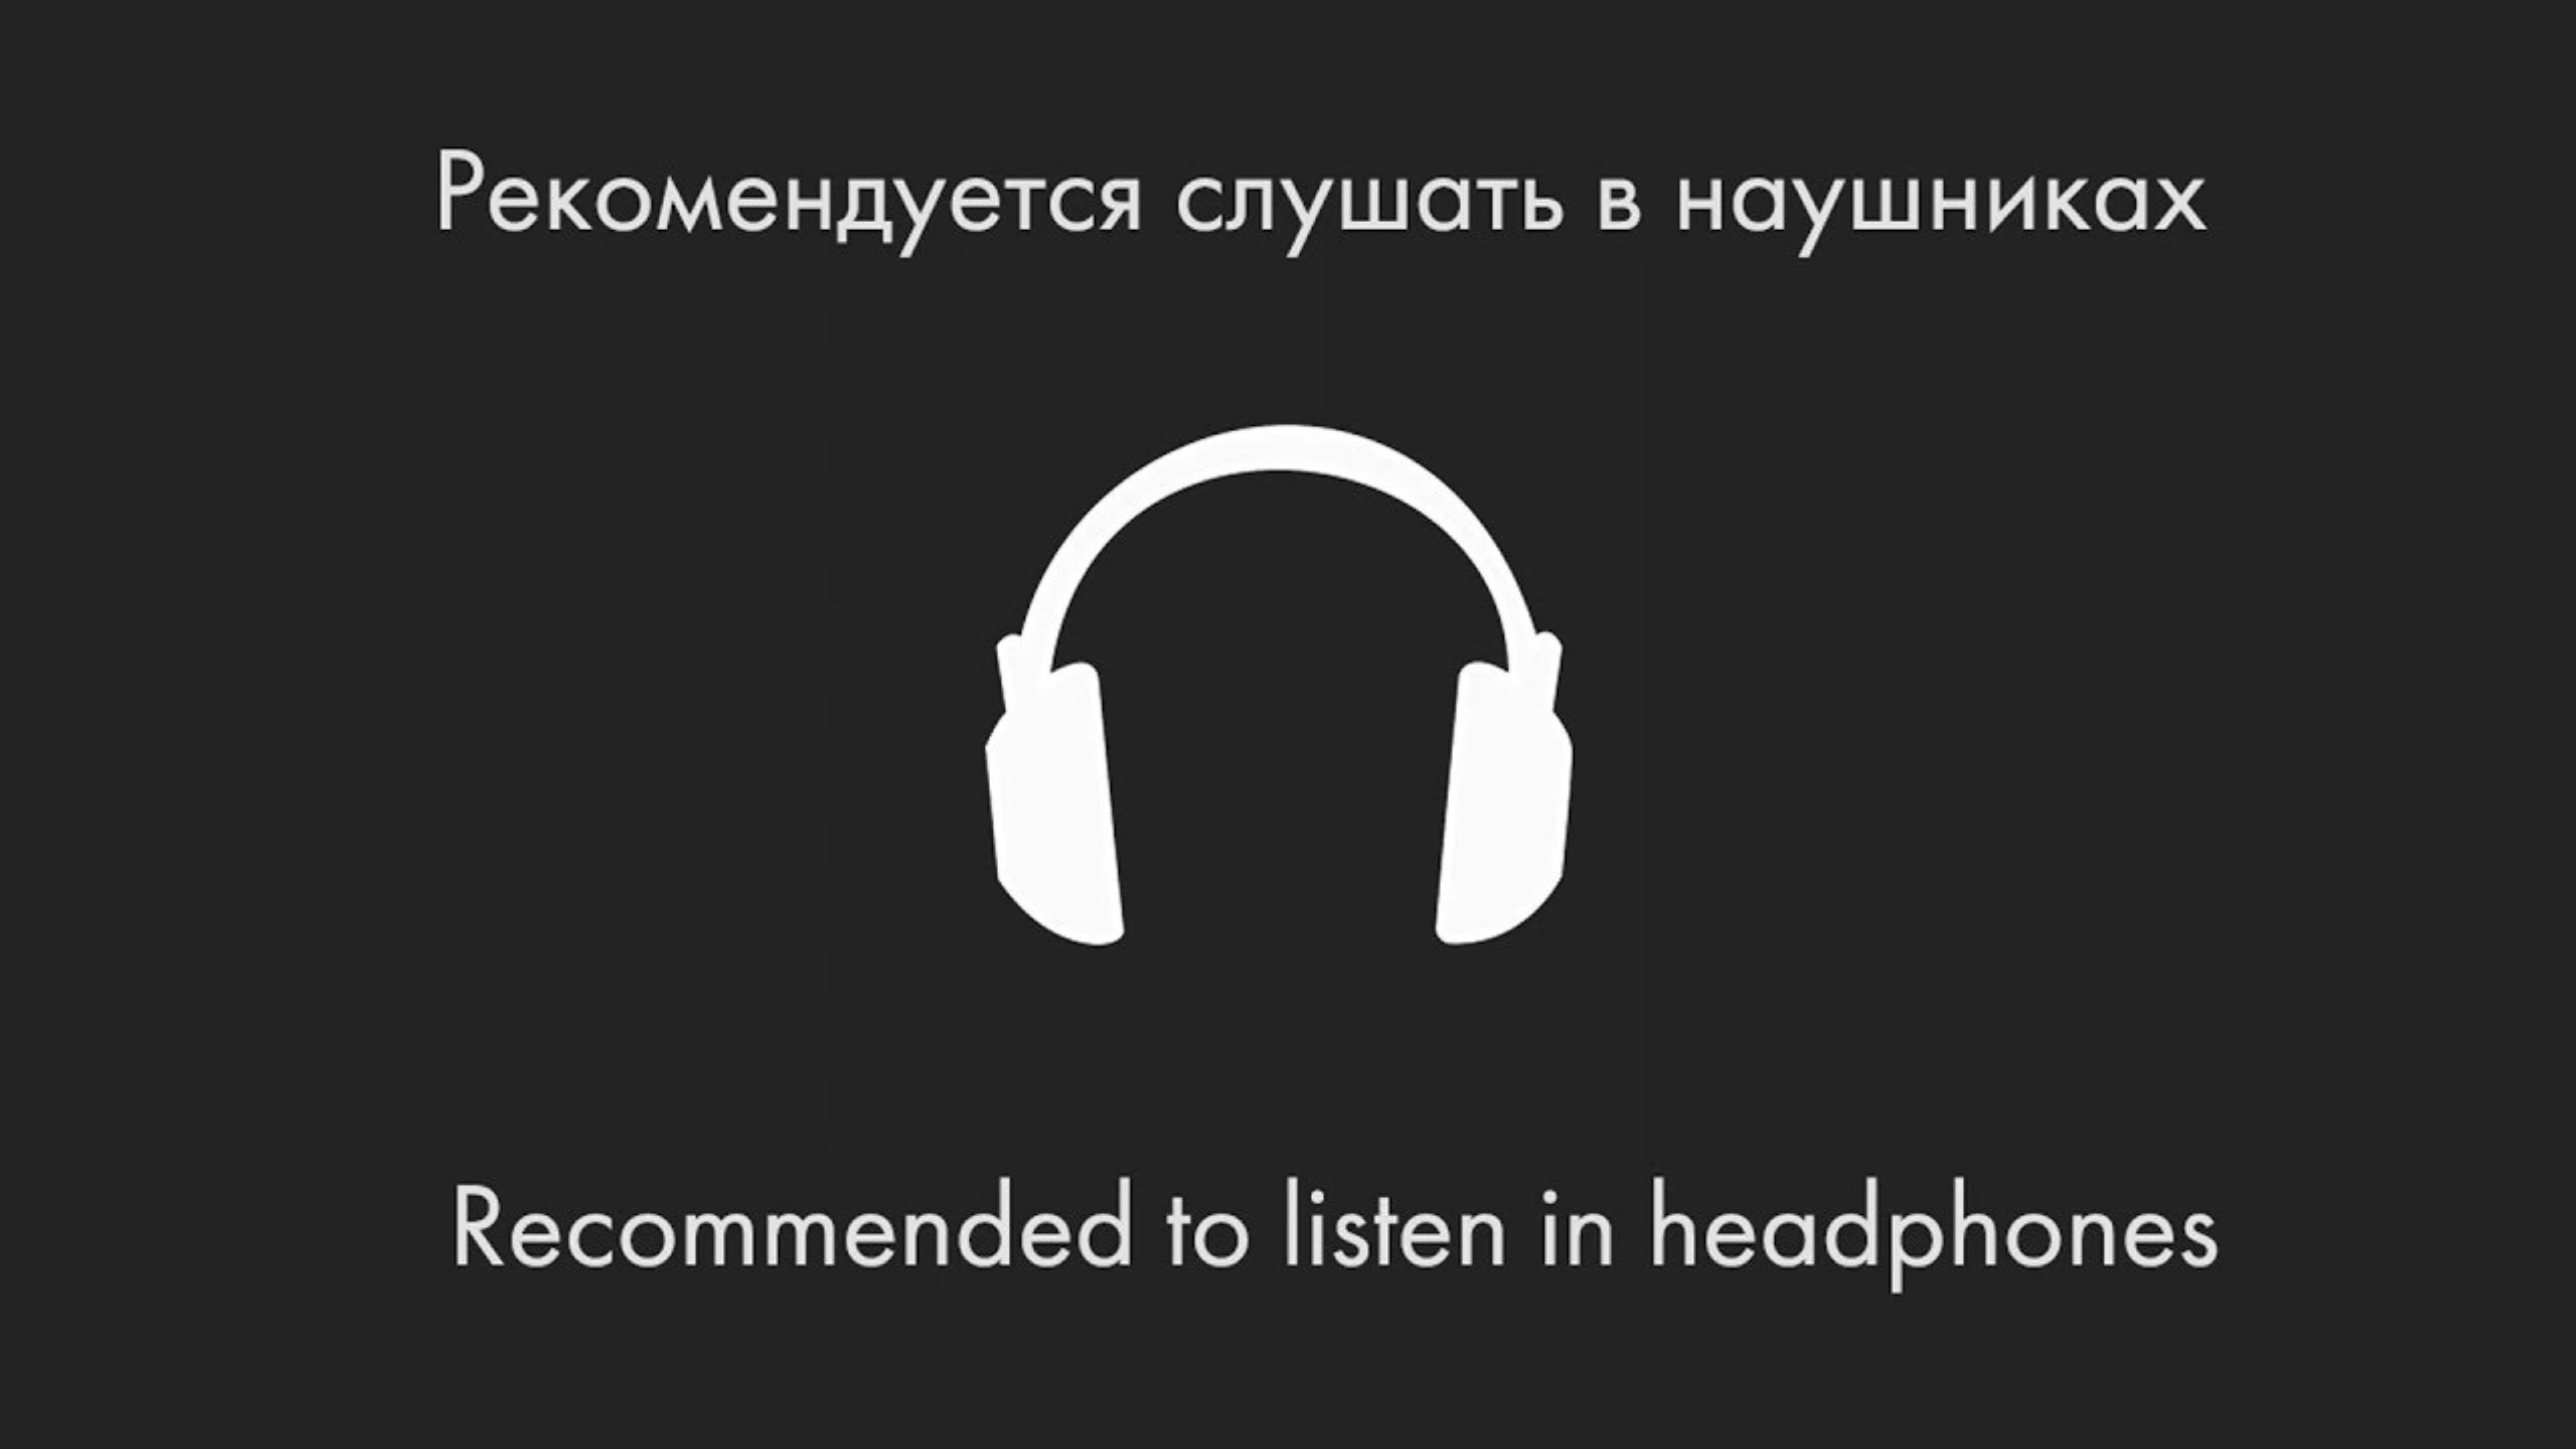 Рекомендуется слушать в наушниках
Recommended to listen in headphones